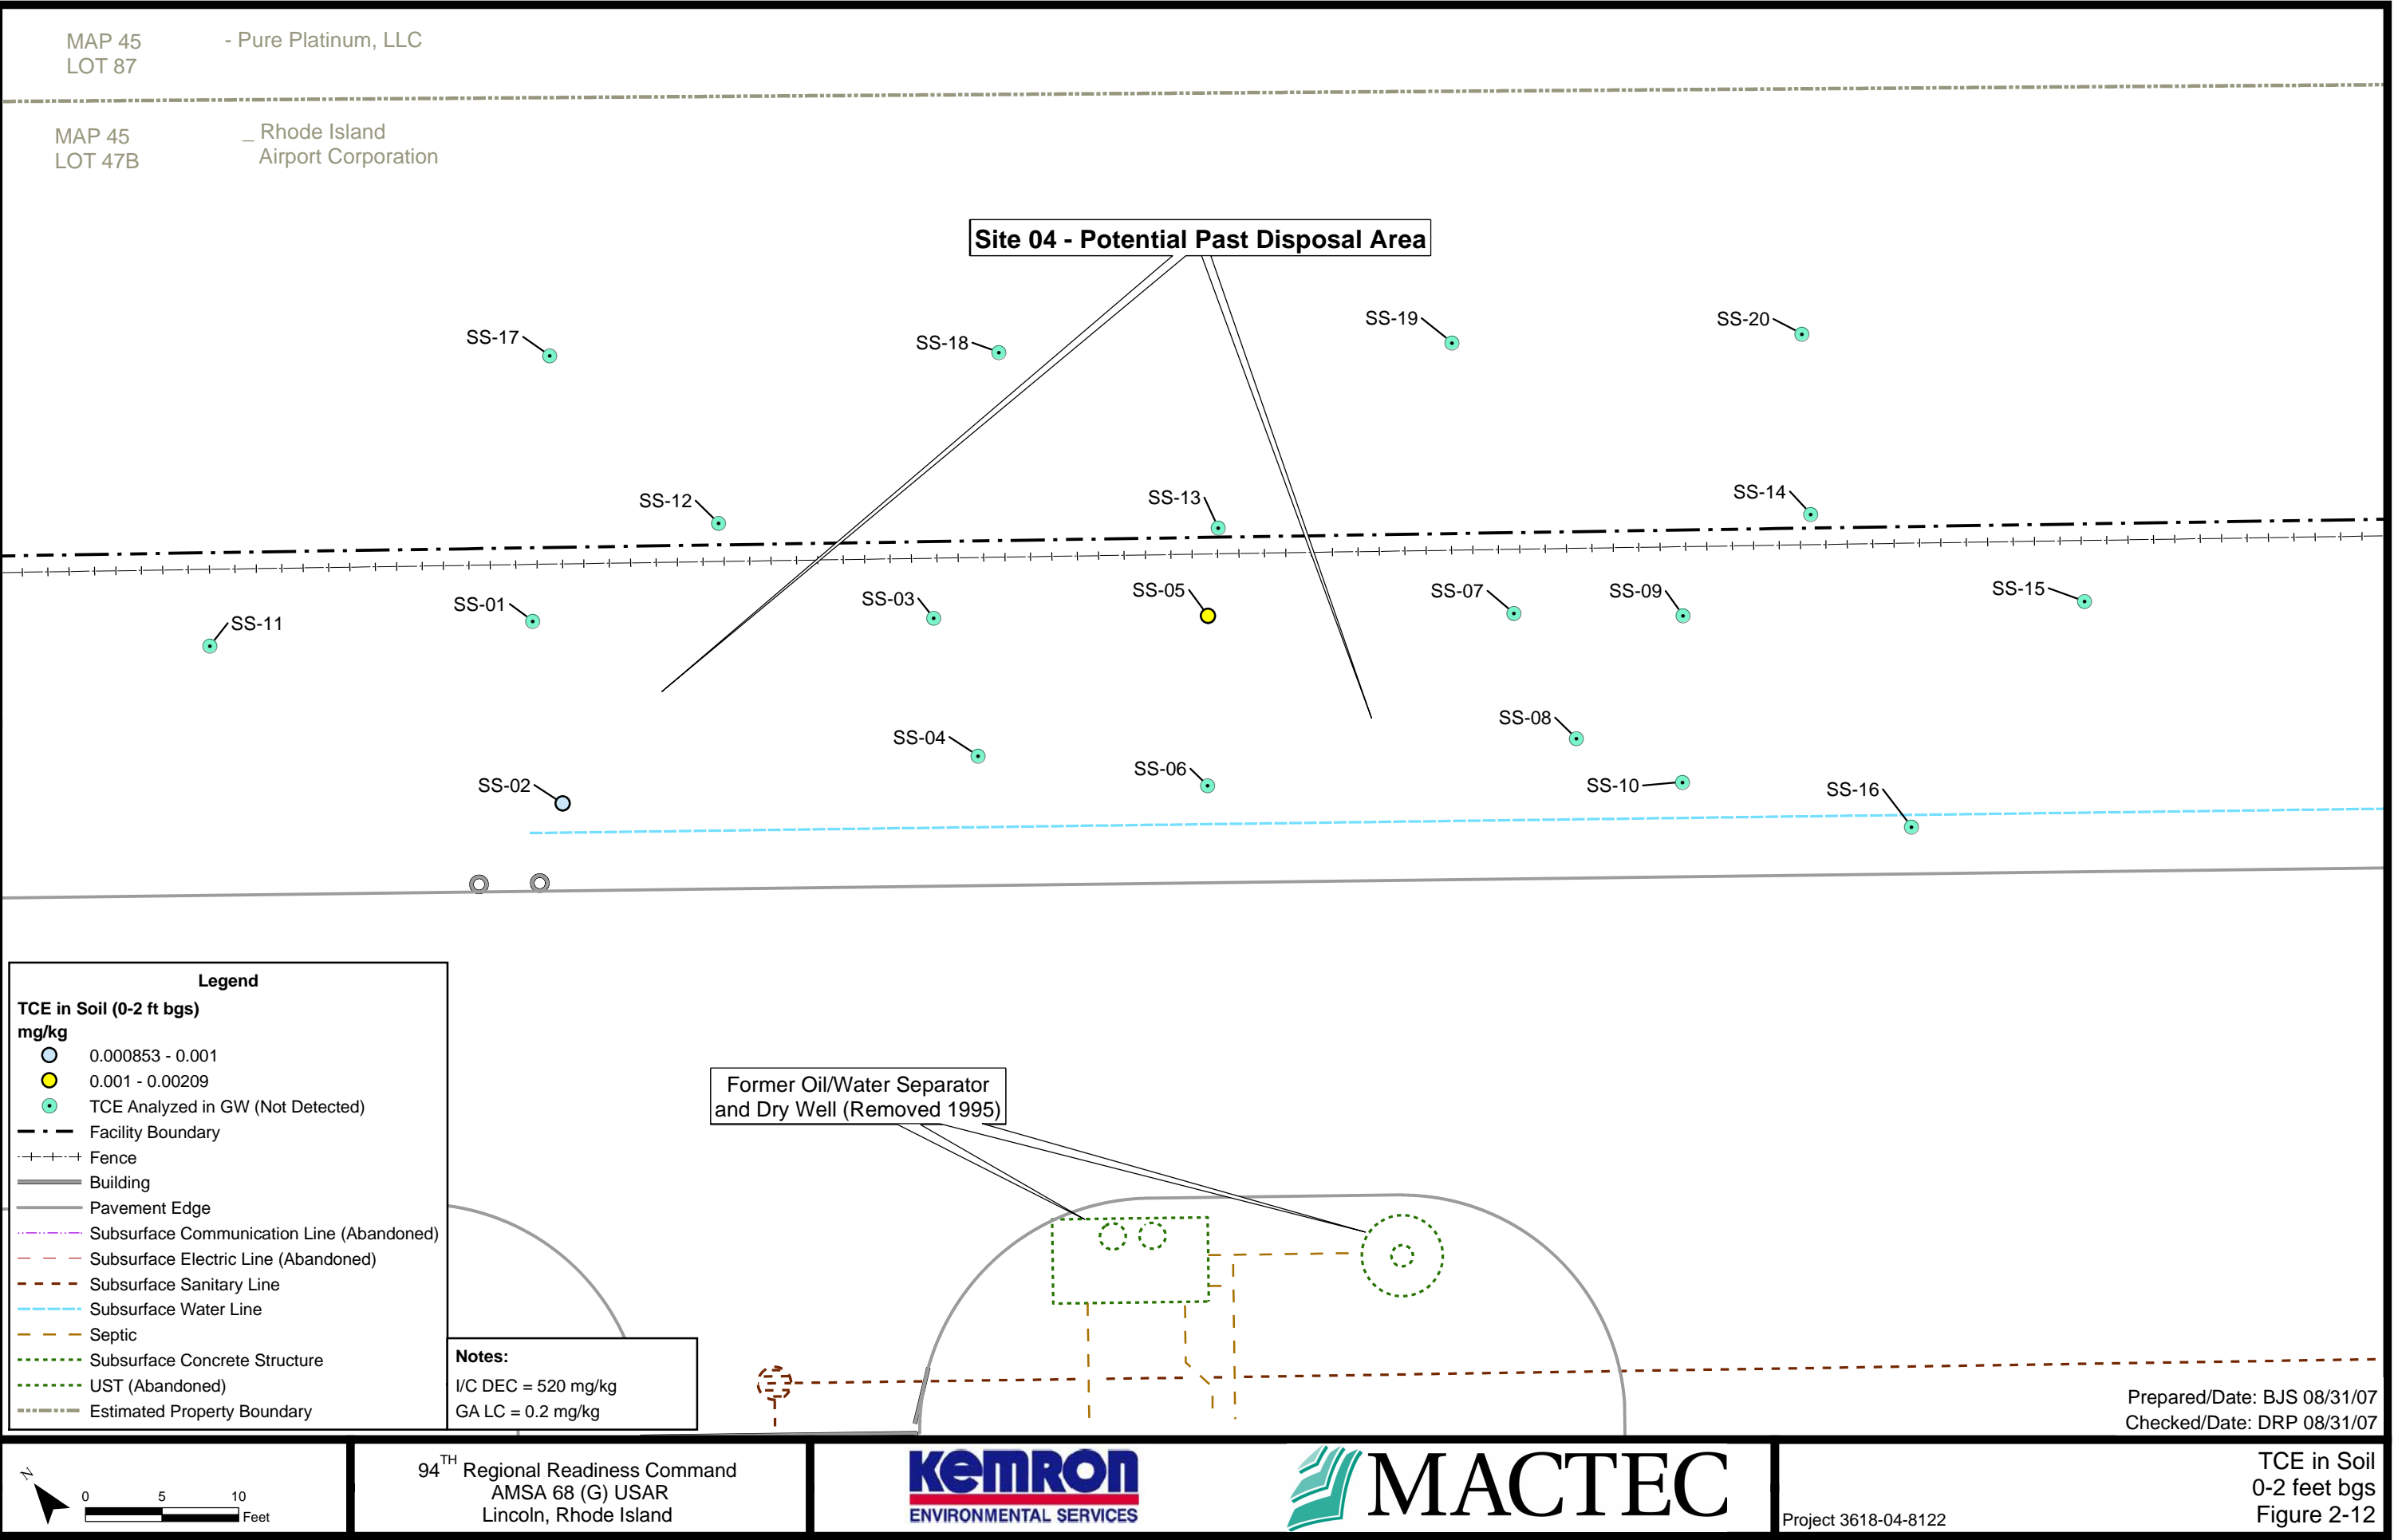 MAP 45
LOT 87
- Pure Platinum, LLC
MAP 45
LOT 47B
_ Rhode Island
Airport Corporation
Site 04 - Potential Past Disposal Area
SS-17
SS-18
SS-19
SS-20
SS-12
SS-13
SS-14
SS-11
SS-01
SS-03
SS-05
SS-07
SS-09
SS-15
SS-02
SS-04
SS-06
SS-08
SS-10
SS-16
Legend
TCE in Soil (0-2 ft bgs)
mg/kg
0.000853 - 0.001
0.001 - 0.00209
TCE Analyzed in GW (Not Detected)
Facility Boundary
Fence
Building
Pavement Edge
Subsurface Communication Line (Abandoned)
Subsurface Electric Line (Abandoned)
Subsurface Sanitary Line
Subsurface Water Line
Septic
Subsurface Concrete Structure
UST (Abandoned)
Estimated Property Boundary
Former Oil/Water Separator
and Dry Well (Removed 1995)
Notes:
I/C DEC = 520 mg/kg
GA LC = 0.2 mg/kg
Prepared/Date: BJS 08/31/07
Checked/Date: DRP 08/31/07
N
0 5 10
Feet
94TH Regional Readiness Command
AMSA 68 (G) USAR
Lincoln, Rhode Island
KEMRON
ENVIRONMENTAL SERVICES
MACTEC
Project 3618-04-8122
TCE in Soil
0-2 feet bgs
Figure 2-12